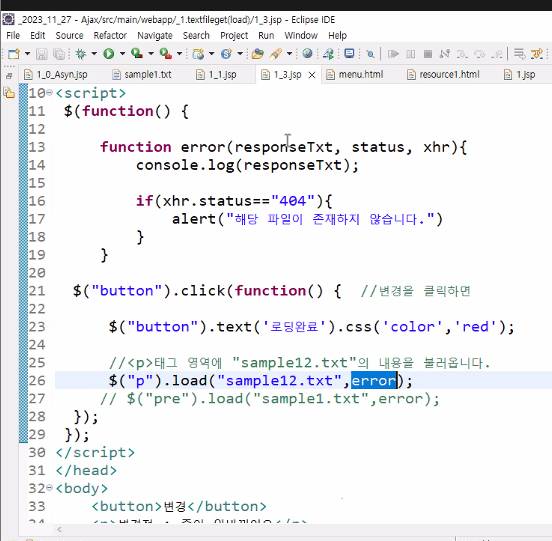 _2023_11_27 - Ajax/src/main/webapp/_1.textfileget(load)/1_3.jsp - Eclipse IDE
File Edit Source Refactor Navigate Search Project Run Window Help
1_0_Asyn.jsp sample1.txt 1_1.jsp 1_3.jsp menu.html resource1.html 1.jsp
10 <script>
11 $(function() {
12
13 function error(responseTxt, status, xhr){
14 console.log(responseTxt);
15
16 if(xhr.status=="404"){
17 alert("해당 파일이 존재하지 않습니다.")
18 }
19 }
20
21 $("button").click(function() { //변경을 클릭하면
22
23 $("button").text('로딩완료').css('color','red');
24
25 //<p>태그 영역에 "sample12.txt"의 내용을 불러옵니다.
26 $("p").load("sample12.txt",error);
27 // $("pre").load("sample1.txt",error);
28 });
29 });
30 </script>
31 </head>
32 <body>
33 <button>변경</button>